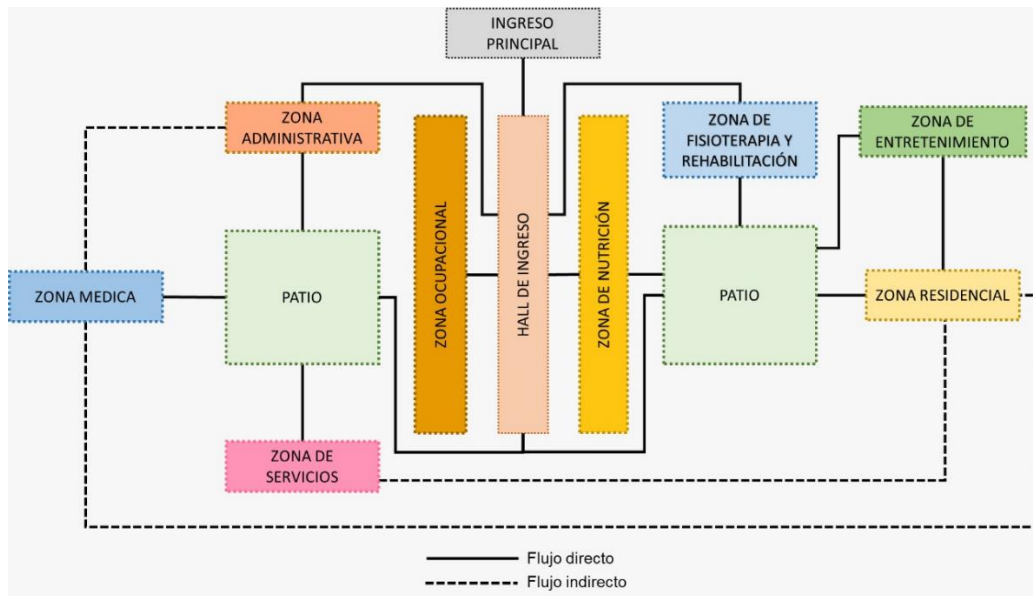 INGRESO
PRINCIPAL
ZONA
ADMINISTRATIVA
ZONA DE
FISIOTERAPIA Y
REHABILITACIÓN
ZONA DE
ENTRETENIMIENTO
ZONA MEDICA
PATIO
ZONA OCUPACIONAL
HALL DE INGRESO
ZONA DE NUTRICIÓN
PATIO
ZONA RESIDENCIAL
ZONA DE
SERVICIOS
Flujo directo
Flujo indirecto